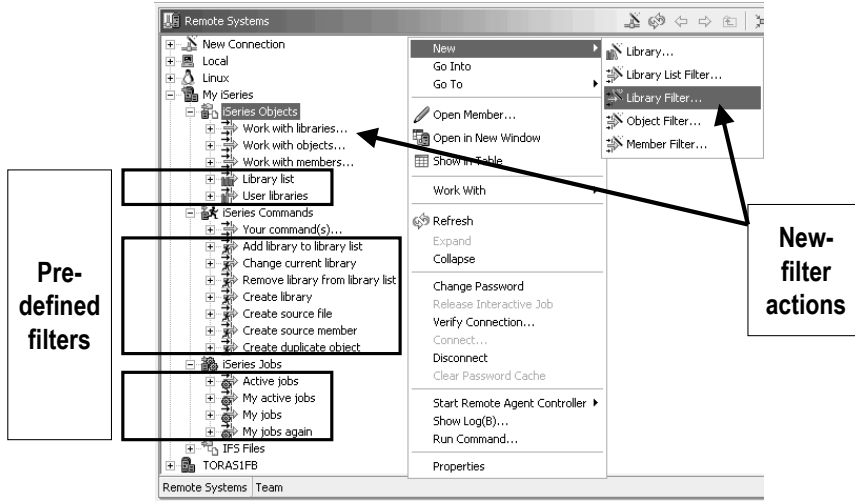 Remote Systems
New Connection
Local
Linux
My iSeries
iSeries Objects
Work with libraries...
Work with objects...
Work with members...
Library list
User libraries
iSeries Commands
Your command(s)...
Add library to library list
Change current library
Remove library from library list
Create library
Create source file
Create source member
Create duplicate object
iSeries Jobs
Active jobs
My active jobs
My jobs
My jobs again
IFS Files
TORAS1FB
Remote Systems Team
New
Go Into
Go To
Open Member...
Open in New Window
Show in Table
Work With
Refresh
Expand
Collapse
Change Password
Release Interactive Job
Verify Connection...
Connect...
Disconnect
Clear Password Cache
Start Remote Agent Controller
Show Log(B)...
Run Command...
Properties
Library...
Library List Filter...
Library Filter...
Object Filter...
Member Filter...
Pre-
defined
filters
New-
filter
actions